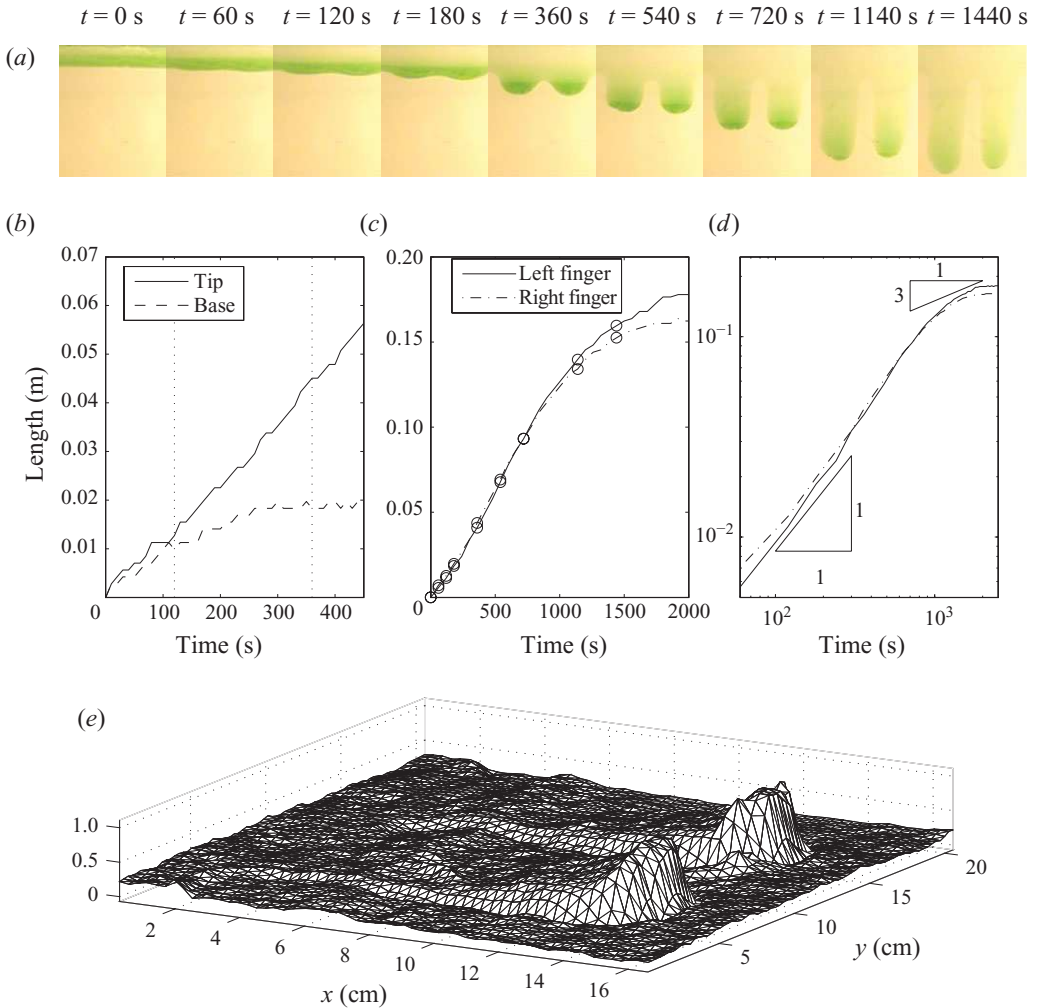 t = 0 s t = 60 s t = 120 s t = 180 s t = 360 s t = 540 s t = 720 s t = 1140 s t = 1440 s
(a)
(b)
(c)
(d)
0.07
0.06
0.05
0.04
0.03
0.02
0.01
0
Length (m)
Tip
Base
0 100 200 300 400
Time (s)
0.20
0.15
0.10
0.05
0
Left finger
Right finger
500 1000 1500 2000
Time (s)
10⁻¹
10⁻²
1
3
1
1
10² 10³
Time (s)
(e)
1.0
0.5
0
2 4 6 8 10 12 14 16
x (cm)
5 10 15 20
y (cm)